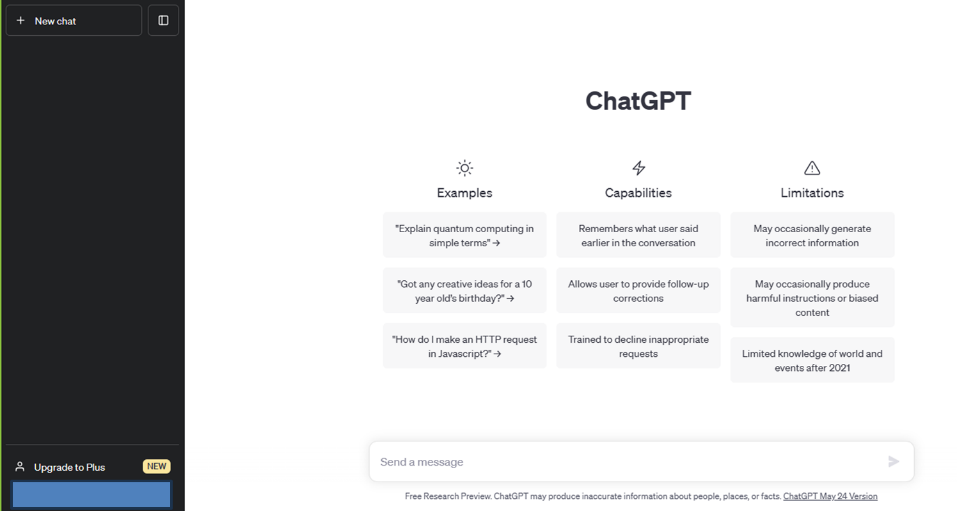 New chat
ChatGPT
Examples
"Explain quantum computing in
simple terms" →
"Got any creative ideas for a 10
year old's birthday?" →
"How do I make an HTTP request
in Javascript?" →
Capabilities
Remembers what user said
earlier in the conversation
Allows user to provide follow-up
corrections
Trained to decline inappropriate
requests
Limitations
May occasionally generate
incorrect information
May occasionally produce
harmful instructions or biased
content
Limited knowledge of world and
events after 2021
Upgrade to Plus NEW
Send a message
Free Research Preview. ChatGPT may produce inaccurate information about people, places, or facts. ChatGPT May 24 Version